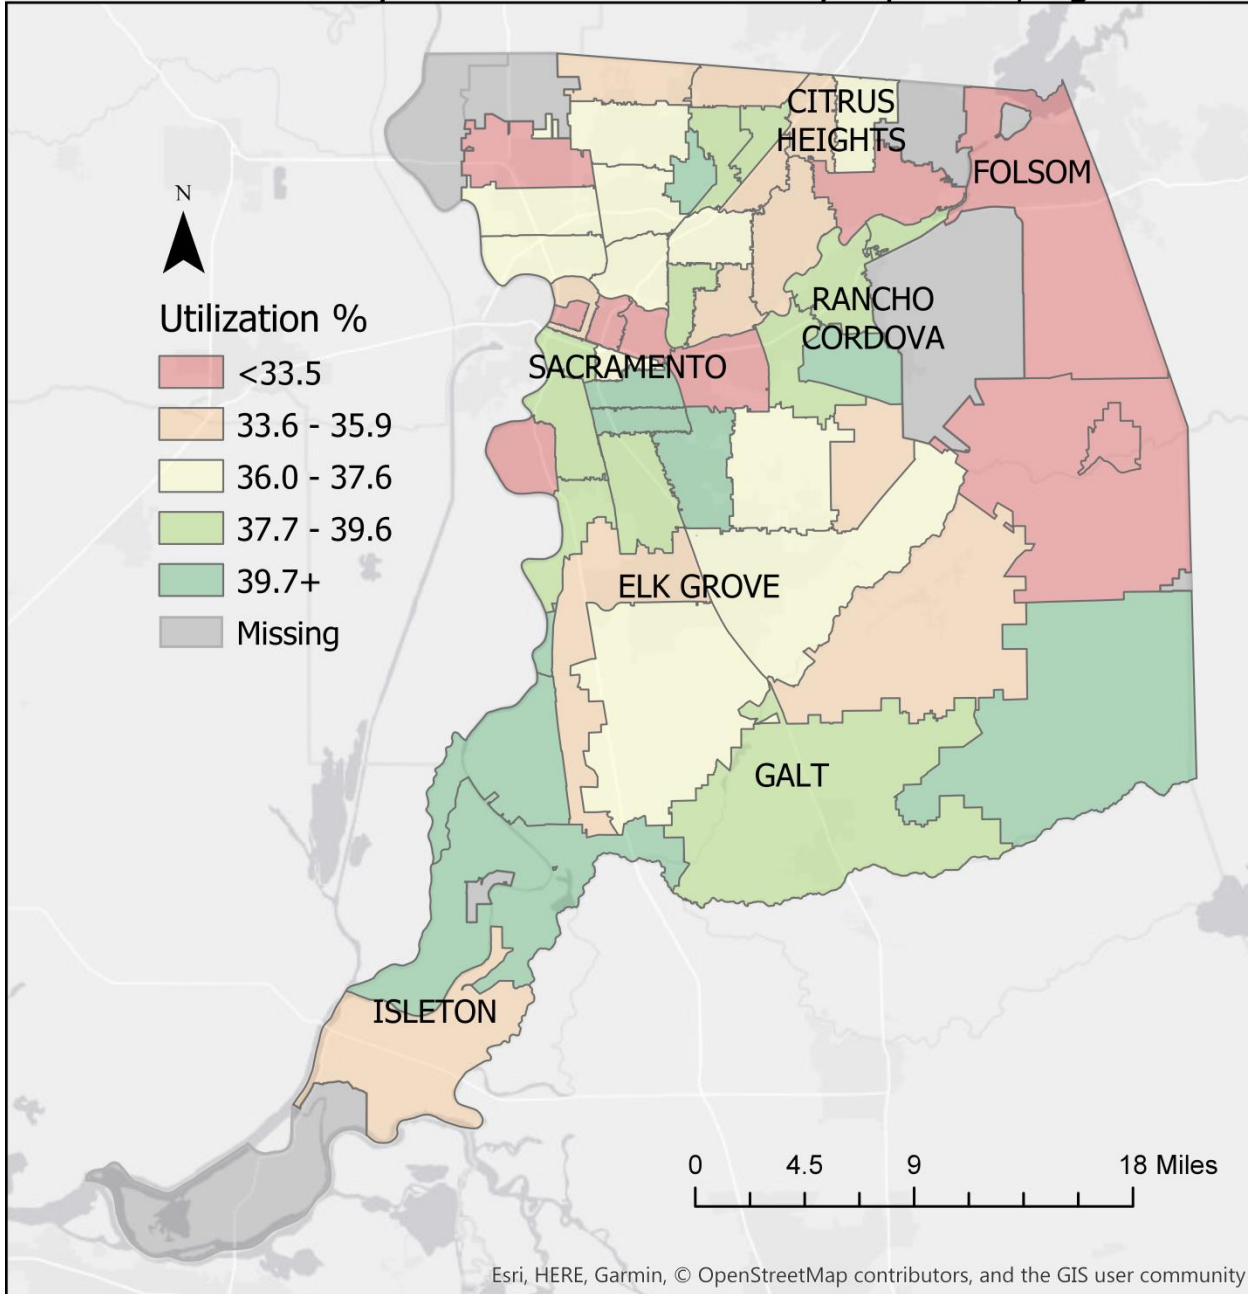 CITRUS
HEIGHTS
FOLSOM
N
RANCHO
CORDOVA
Utilization %
<33.5
33.6 - 35.9
36.0 - 37.6
37.7 - 39.6
39.7+
Missing
SACRAMENTO
ELK GROVE
GALT
ISLETON
0 4.5 9 18 Miles
Esri, HERE, Garmin, © OpenStreetMap contributors, and the GIS user community